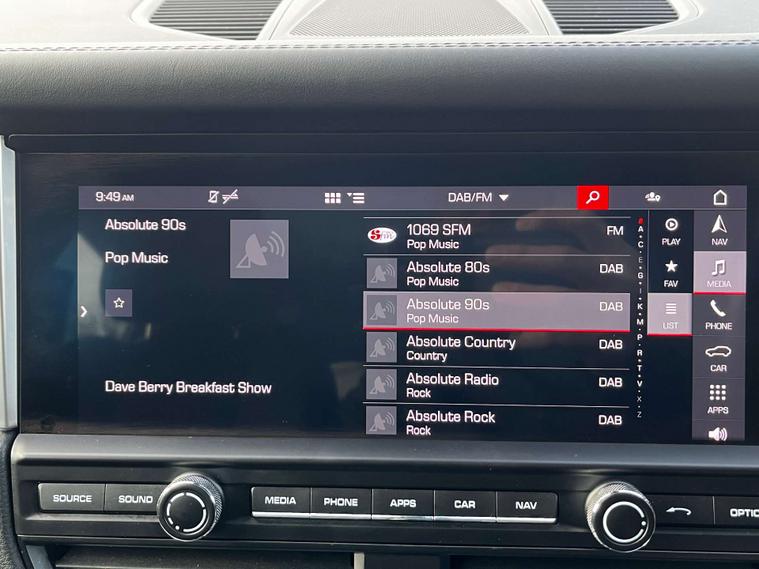 9:49 AM
DAB/FM
Absolute 90s
Pop Music
Dave Berry Breakfast Show
1069 SFM
FM
Pop Music
Absolute 80s
DAB
Pop Music
Absolute 90s
DAB
Pop Music
Absolute Country
DAB
Country
Absolute Radio
DAB
Rock
Absolute Rock
DAB
Rock
#
A
C
E
G
I
K
M
P
R
T
V
X
Z
PLAY
FAV
LIST
NAV
MEDIA
PHONE
CAR
APPS
SOURCE
SOUND
MEDIA
PHONE
APPS
CAR
NAV
OPTIO